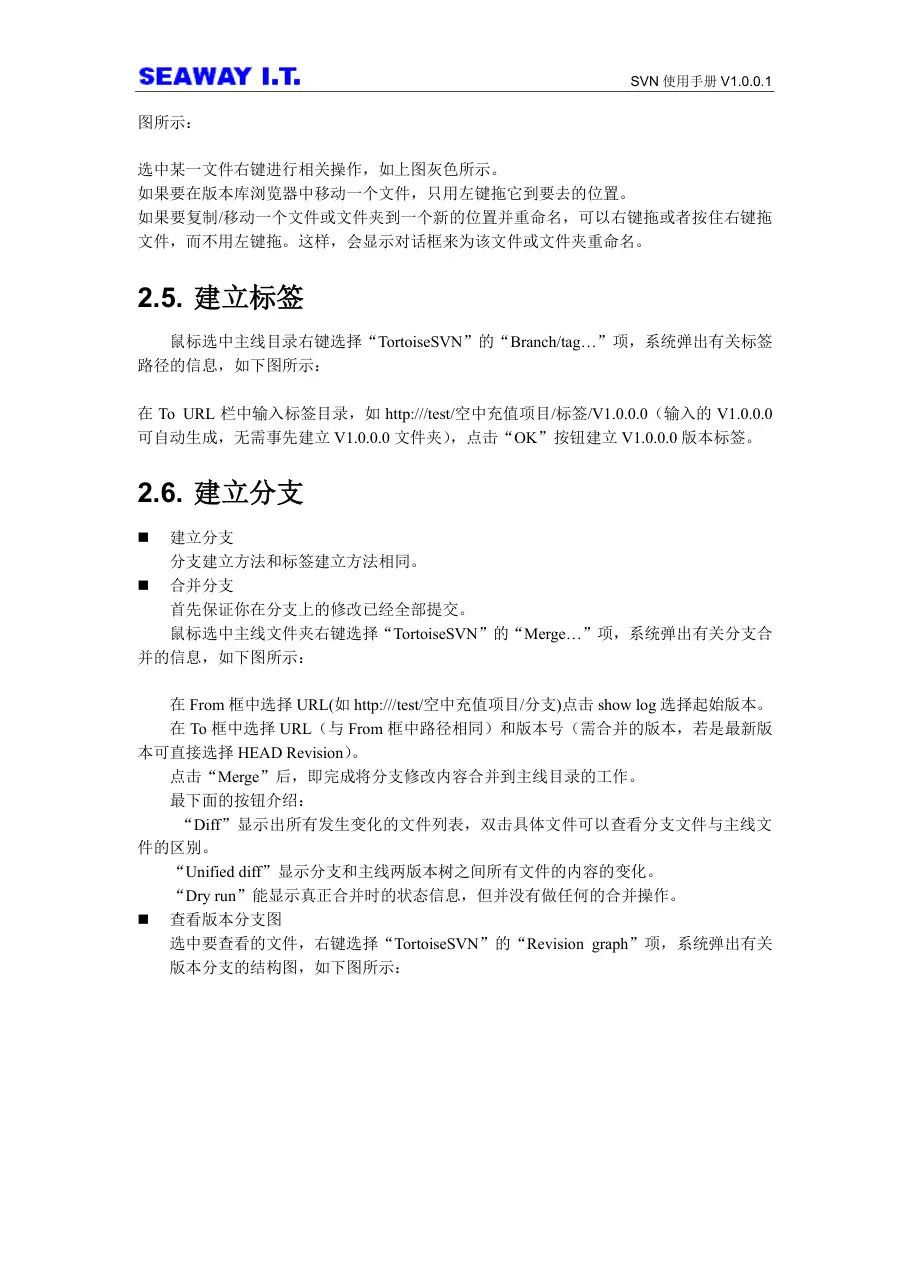 SEAWAY I.T.
SVN 使用手册 V1.0.0.1
图所示：
选中某一文件右键进行相关操作，如上图灰色所示。
如果要在版本库浏览器中移动一个文件，只用左键拖它到要去的位置。
如果要复制/移动一个文件或文件夹到一个新的位置并重命名，可以右键拖或者按住右键拖
文件，而不用左键拖。这样，会显示对话框来为该文件或文件夹重命名。
2.5. 建立标签
鼠标选中主线目录右键选择“TortoiseSVN”的“Branch/tag…”项，系统弹出有关标签
路径的信息，如下图所示：
在 To URL 栏中输入标签目录，如 http:///test/空中充值项目/标签/V1.0.0.0（输入的 V1.0.0.0
可自动生成，无需事先建立 V1.0.0.0 文件夹），点击“OK”按钮建立 V1.0.0.0 版本标签。
2.6. 建立分支
■ 建立分支
分支建立方法和标签建立方法相同。
■ 合并分支
首先保证你在分支上的修改已经全部提交。
鼠标选中主线文件夹右键选择“TortoiseSVN”的“Merge…”项，系统弹出有关分支合
并的信息，如下图所示：
在 From 框中选择 URL(如 http:///test/空中充值项目/分支)点击 show log 选择起始版本。
在 To 框中选择 URL（与 From 框中路径相同）和版本号（需合并的版本，若是最新版
本可直接选择 HEAD Revision）。
点击“Merge”后，即完成将分支修改内容合并到主线目录的工作。
最下面的按钮介绍：
“Diff”显示出所有发生变化的文件列表，双击具体文件可以查看分支文件与主线文
件的区别。
“Unified diff”显示分支和主线两版本树之间所有文件的内容的变化。
“Dry run”能显示真正合并时的状态信息，但并没有做任何的合并操作。
■ 查看版本分支图
选中要查看的文件，右键选择“TortoiseSVN”的“Revision graph”项，系统弹出有关
版本分支的结构图，如下图所示：